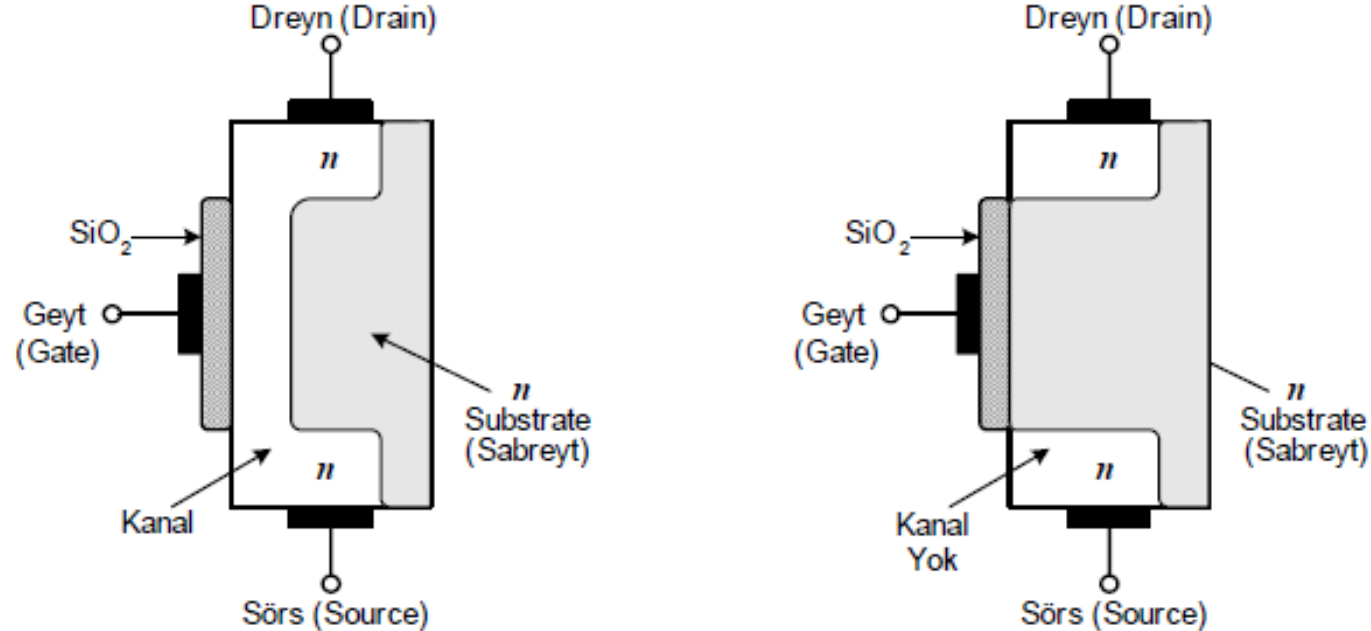 Dreyn (Drain)
n
SiO2
Geyt
(Gate)
n
Substrate
(Sabreyt)
n
Kanal
Sörs (Source)
Dreyn (Drain)
n
SiO2
Geyt
(Gate)
n
Substrate
(Sabreyt)
n
Kanal
Yok
Sörs (Source)